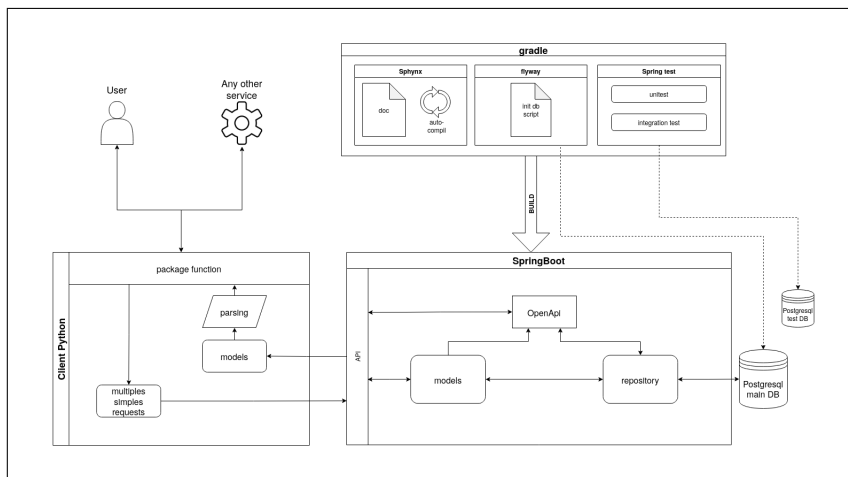 gradle
Sphynx
flyway
Spring test
doc
auto-
compil
init db
script
unitest
integration test
User
Any other
service
BUILD
Client Python
package function
parsing
models
multiples
simples
requests
SpringBoot
API
OpenApi
models
repository
Postgresql
test DB
Postgresql
main DB